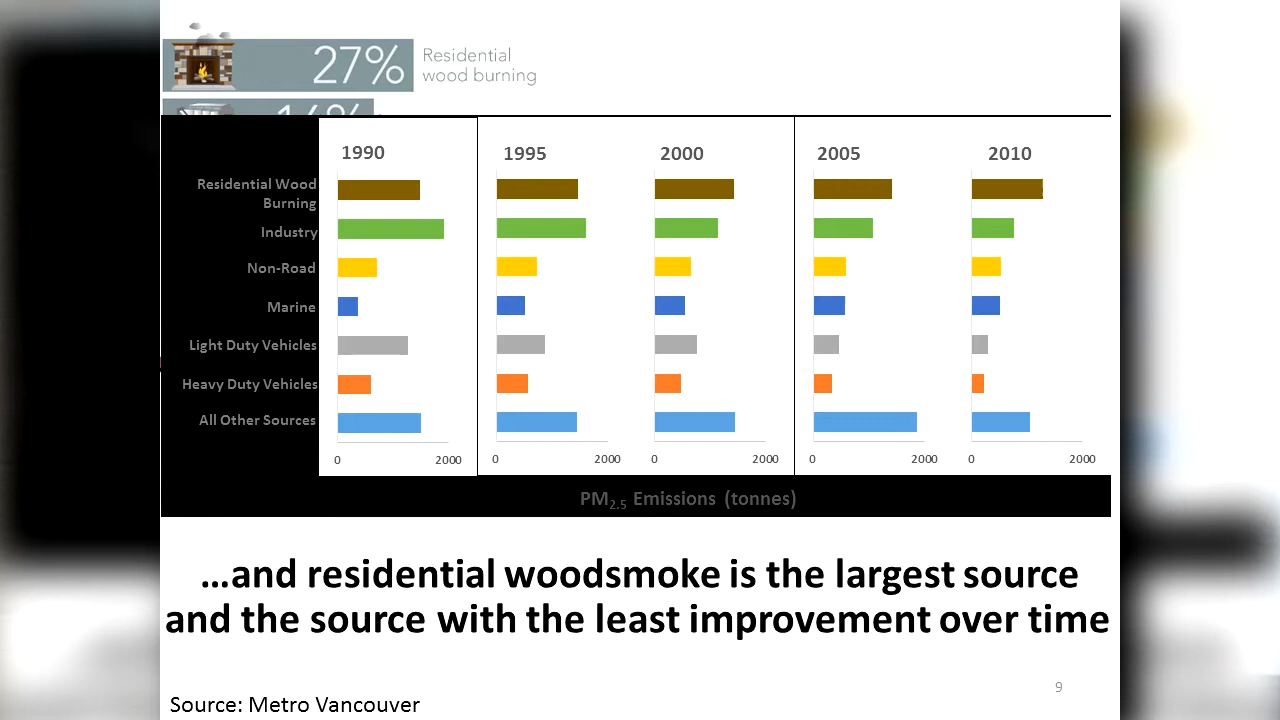 27%
Residential
wood burning
1990
1995
2000
2005
2010
Residential Wood
Burning
Industry
Non-Road
Marine
Light Duty Vehicles
Heavy Duty Vehicles
All Other Sources
0
2000
0
2000
0
2000
0
2000
0
2000
PM2.5 Emissions (tonnes)
…and residential woodsmoke is the largest source
and the source with the least improvement over time
9
Source: Metro Vancouver